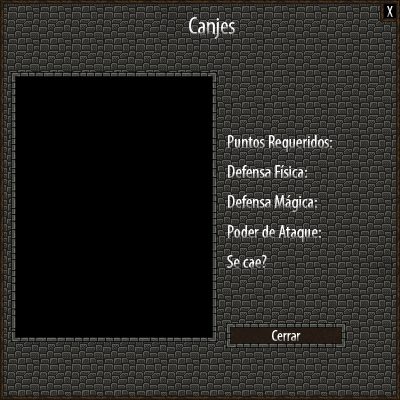 X
Canjes
Puntos Requeridos:
Defensa Física:
Defensa Mágica:
Poder de Ataque:
Se cae?
Cerrar